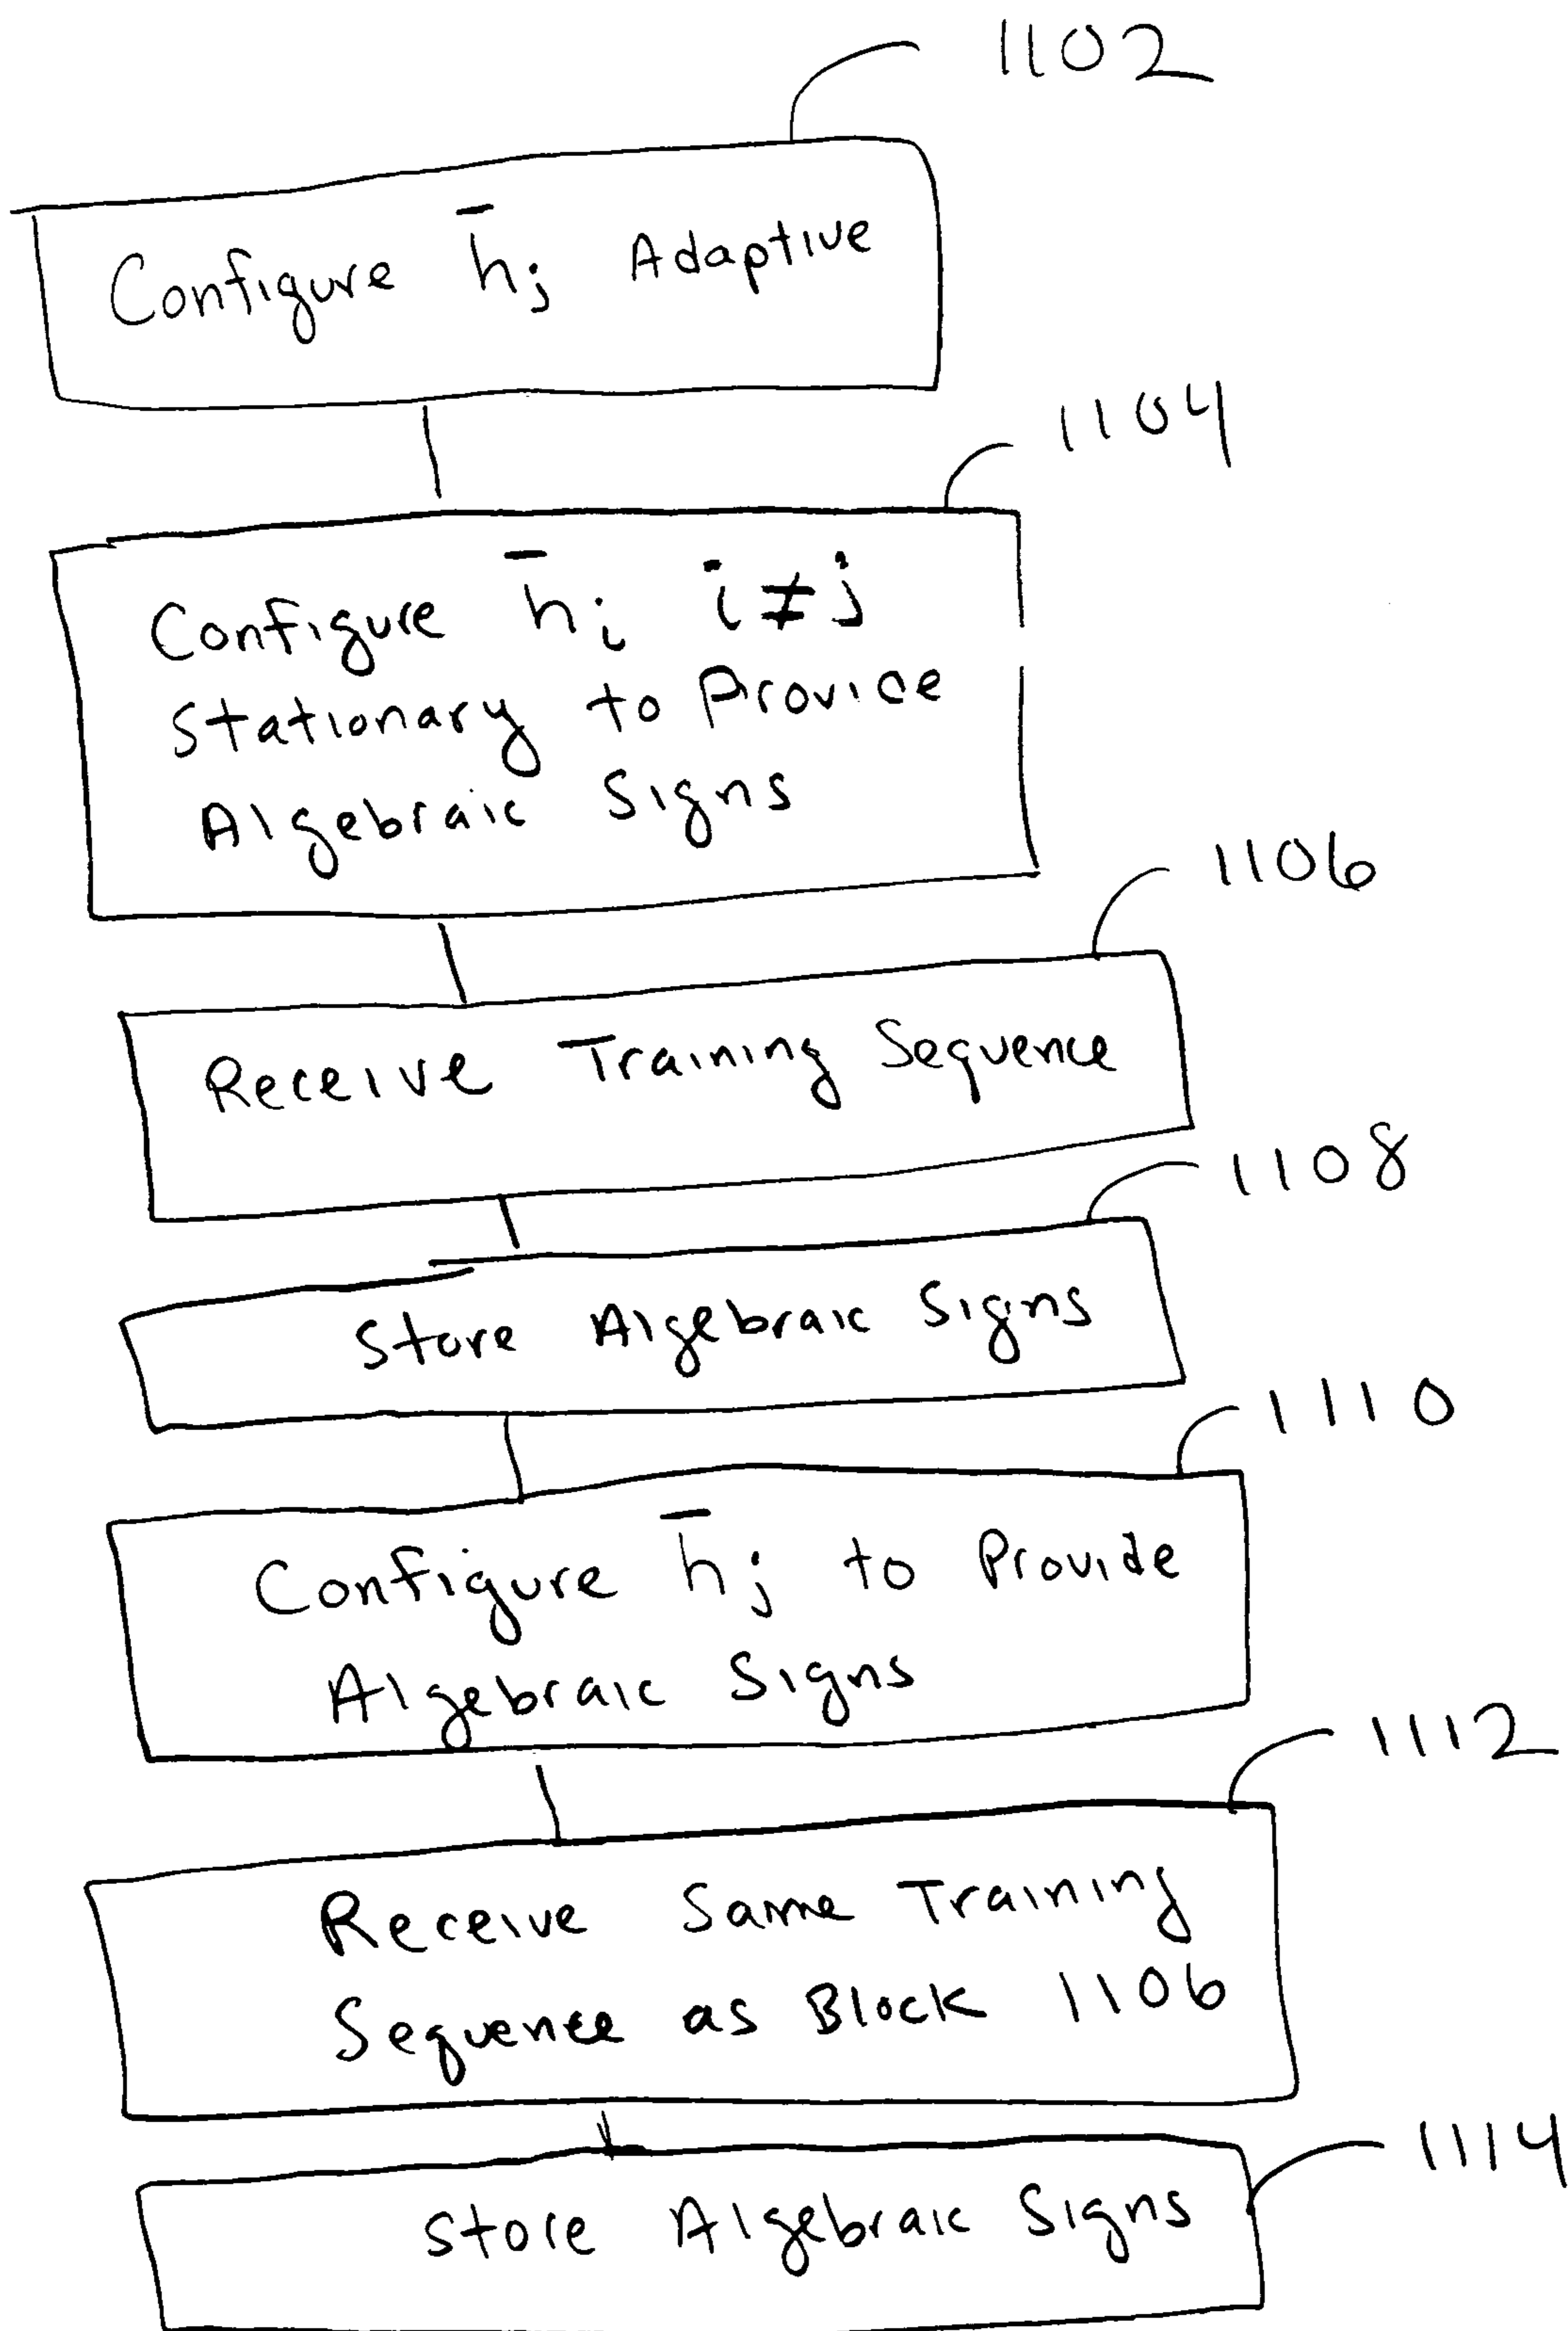 1102
Configure h̄j Adaptive
1104
Configure h̄i i≠j
Stationary to Provice
Algebraic Signs
1106
Receive Training Sequence
1108
Store Algebraic Signs
1110
Configure h̄j to Provide
Algebraic Signs
1112
Receive Same Training
Sequence as Block 1106
1114
Store Algebraic Signs